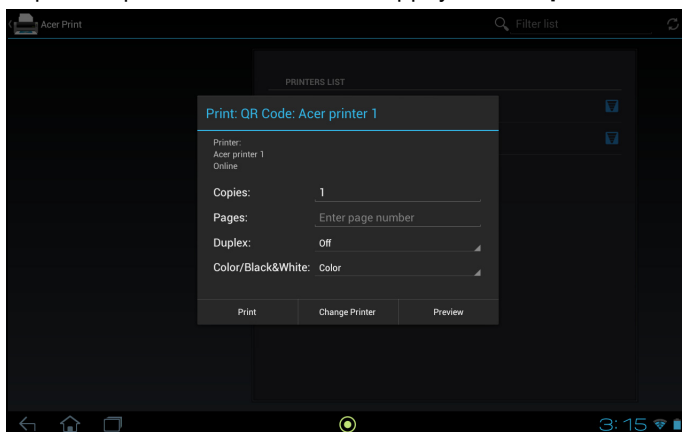 Acer Print
Filter list
PRINTERS LIST
Print: QR Code: Acer printer 1
Printer:
Acer printer 1
Online
Copies: 1
Pages: Enter page number
Duplex: Off
Color/Black&White: Color
Print Change Printer Preview
3:15